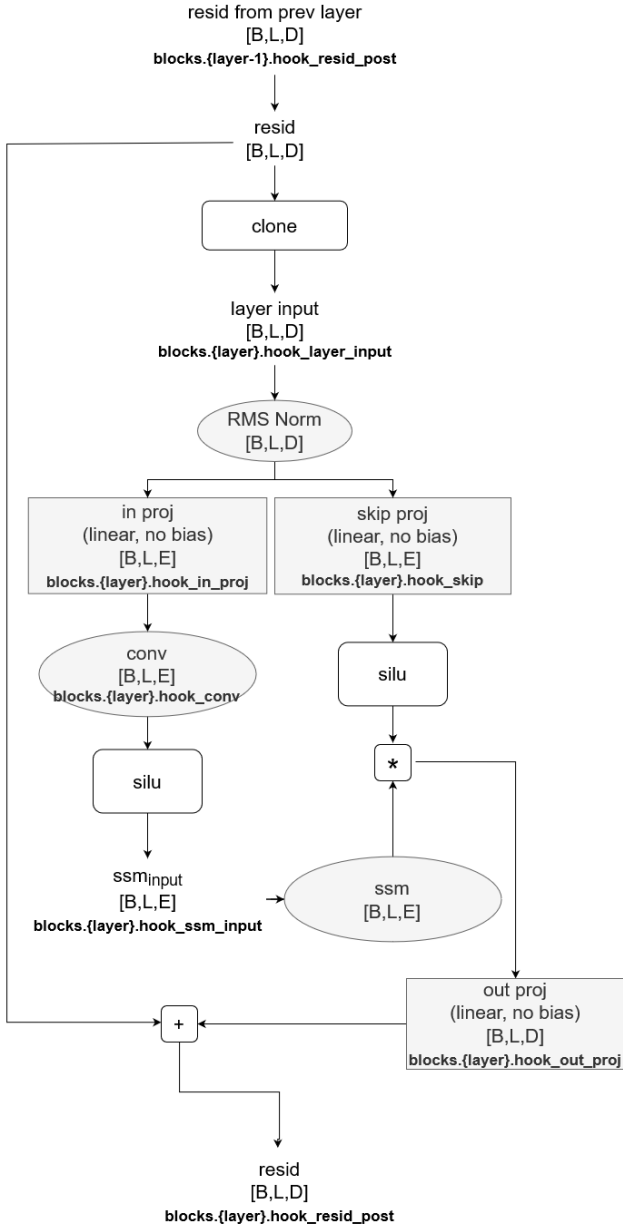 resid from prev layer
[B,L,D]
blocks.{layer-1}.hook_resid_post
resid
[B,L,D]
clone
layer input
[B,L,D]
blocks.{layer}.hook_layer_input
RMS Norm
[B,L,D]
in proj
(linear, no bias)
[B,L,E]
blocks.{layer}.hook_in_proj
skip proj
(linear, no bias)
[B,L,E]
blocks.{layer}.hook_skip
conv
[B,L,E]
blocks.{layer}.hook_conv
silu
silu
*
ssminput
[B,L,E]
blocks.{layer}.hook_ssm_input
ssm
[B,L,E]
out proj
(linear, no bias)
[B,L,D]
blocks.{layer}.hook_out_proj
+
resid
[B,L,D]
blocks.{layer}.hook_resid_post